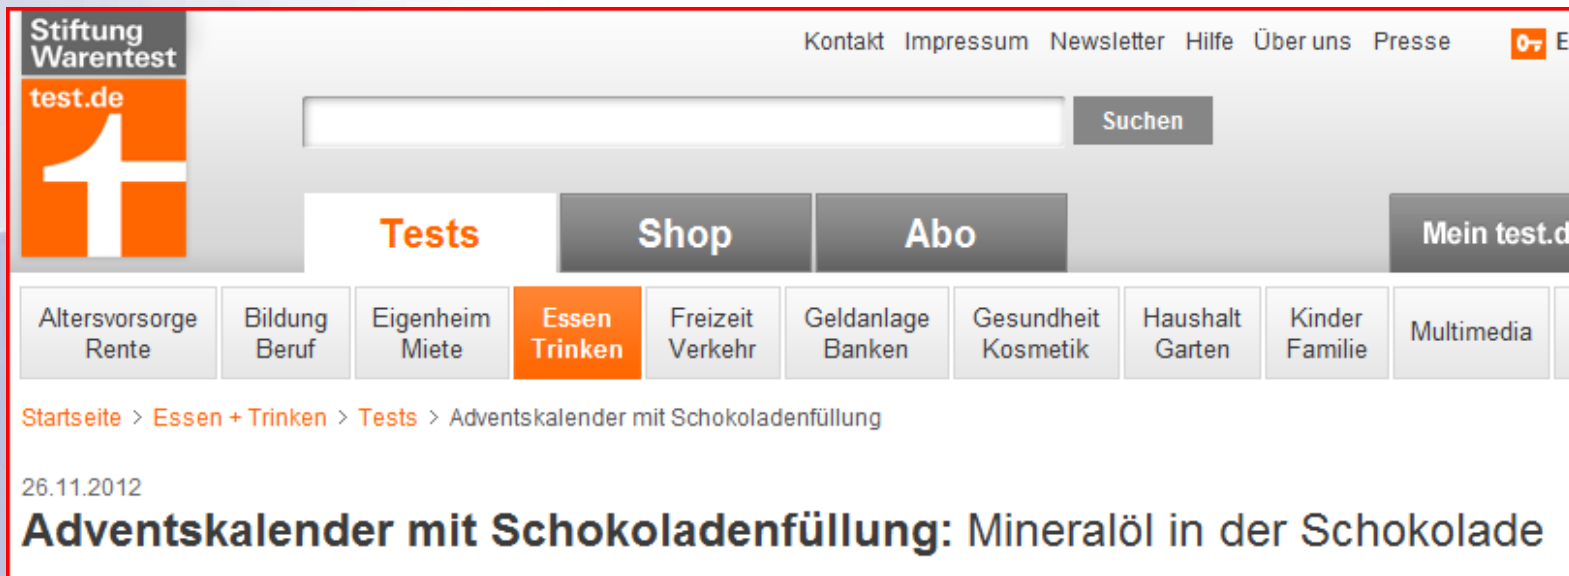 Stiftung
Warentest
test.de
Kontakt Impressum Newsletter Hilfe Über uns Presse E
Suchen
Tests Shop Abo Mein test.d
Altersvorsorge
Rente
Bildung
Beruf
Eigenheim
Miete
Essen
Trinken
Freizeit
Verkehr
Geldanlage
Banken
Gesundheit
Kosmetik
Haushalt
Garten
Kinder
Familie
Multimedia
Startseite > Essen + Trinken > Tests > Adventskalender mit Schokoladenfüllung
26.11.2012
Adventskalender mit Schokoladenfüllung: Mineralöl in der Schokolade